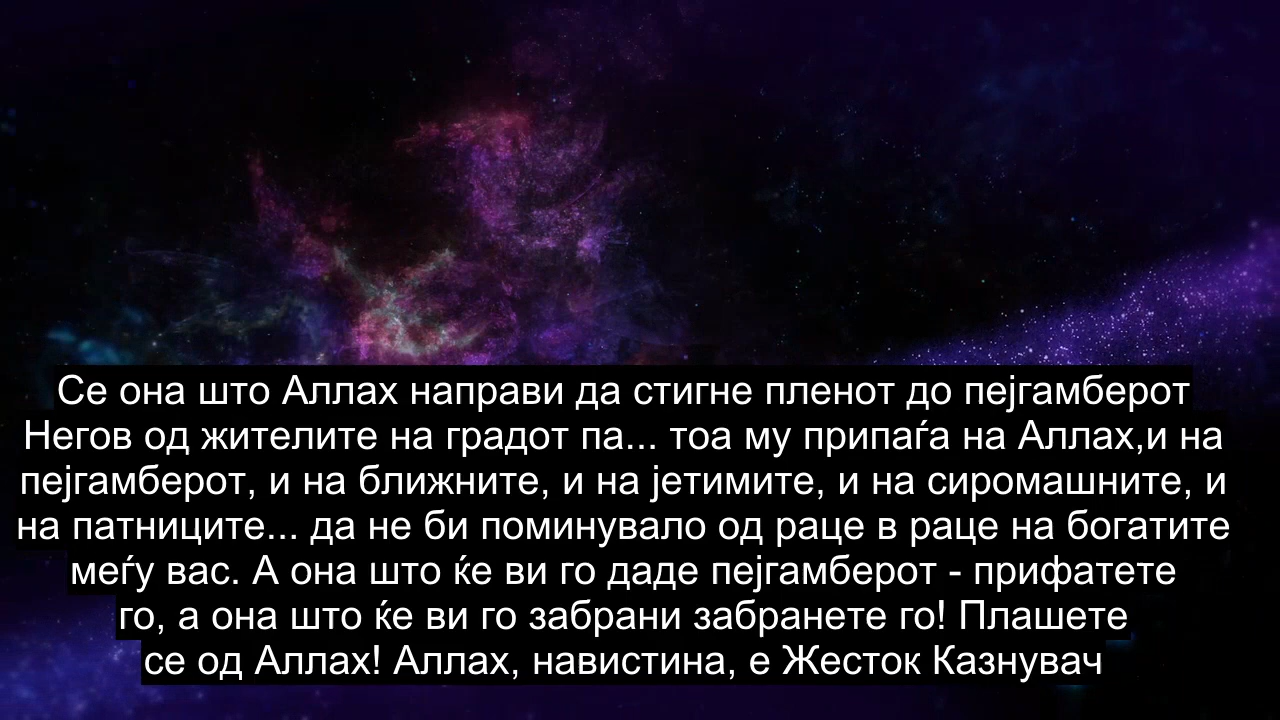 Се она што Аллах направи да стигне пленот до пејгамберот
Негов од жителите на градот па... тоа му припаѓа на Аллах,и на
пејгамберот, и на ближните, и на јетимите, и на сиромашните, и
на патниците... да не би поминувало од раце в раце на богатите
меѓу вас. А она што ќе ви го даде пејгамберот - прифатете
го, а она што ќе ви го забрани забранете го! Плашете
се од Аллах! Аллах, навистина, е Жесток Казнувач